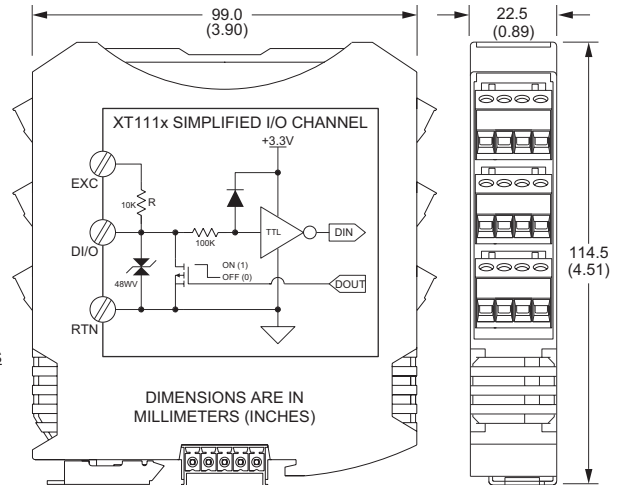 99.0
(3.90)
22.5
(0.89)
XT111x SIMPLIFIED I/O CHANNEL
+3.3V
EXC
10K R
DI/O
100K
TTL
DIN
48WV
ON (1)
OFF (0)
DOUT
RTN
114.5
(4.51)
DIMENSIONS ARE IN
MILLIMETERS (INCHES)